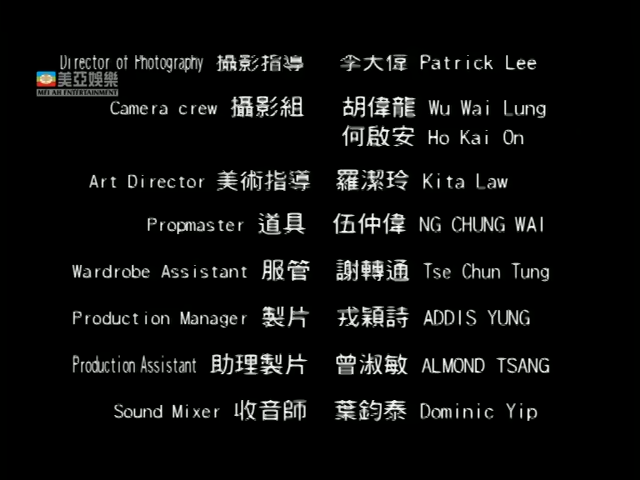 Director of Photography 攝影指導 李大偉 Patrick Lee
美亞娛樂
MEI AH ENTERTAINMENT
Camera crew 攝影組 胡偉龍 Wu Wai Lung
何啟安 Ho Kai On
Art Director 美術指導 羅潔玲 Kita Law
Propmaster 道具 伍仲偉 NG CHUNG WAI
Wardrobe Assistant 服管 謝轉通 Tse Chun Tung
Production Manager 製片 戎穎詩 ADDIS YUNG
Production Assistant 助理製片 曾淑敏 ALMOND TSANG
Sound Mixer 收音師 葉鈞泰 Dominic Yip